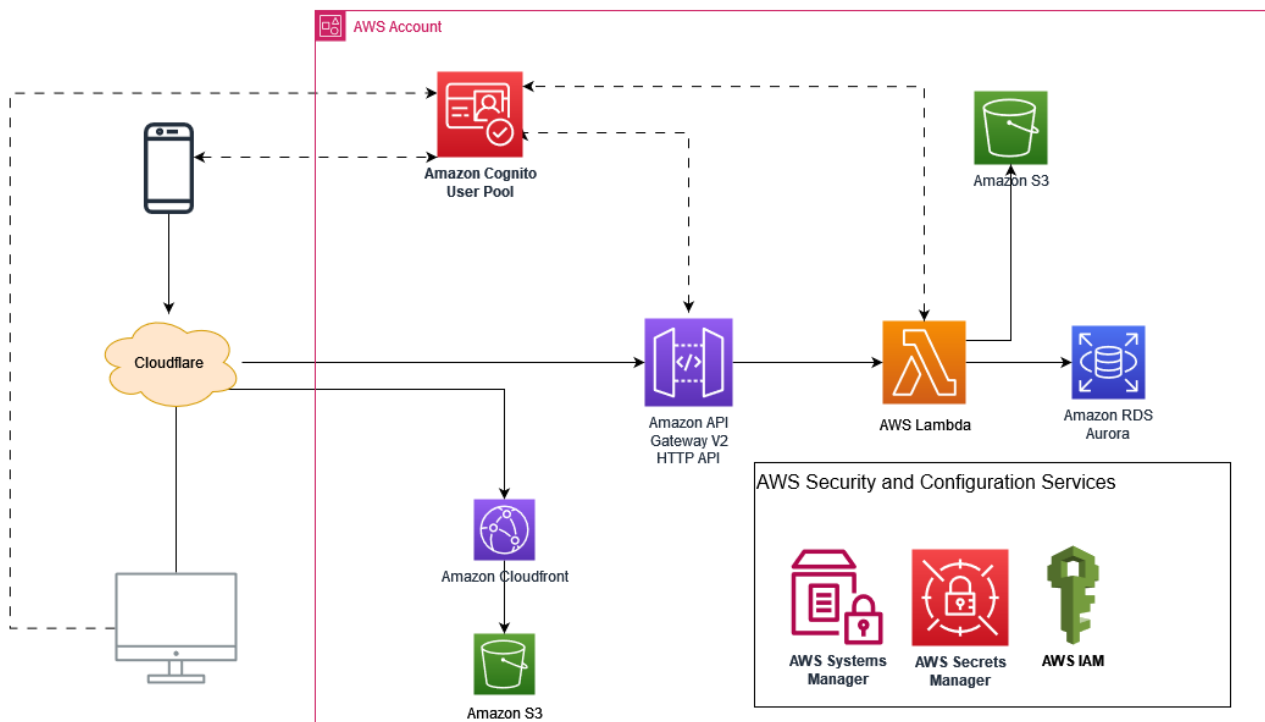 AWS Account
Amazon Cognito
User Pool
Amazon S3
Cloudflare
Amazon API
Gateway V2
HTTP API
AWS Lambda
Amazon RDS
Aurora
AWS Security and Configuration Services
Amazon Cloudfront
AWS Systems
Manager
AWS Secrets
Manager
AWS IAM
Amazon S3